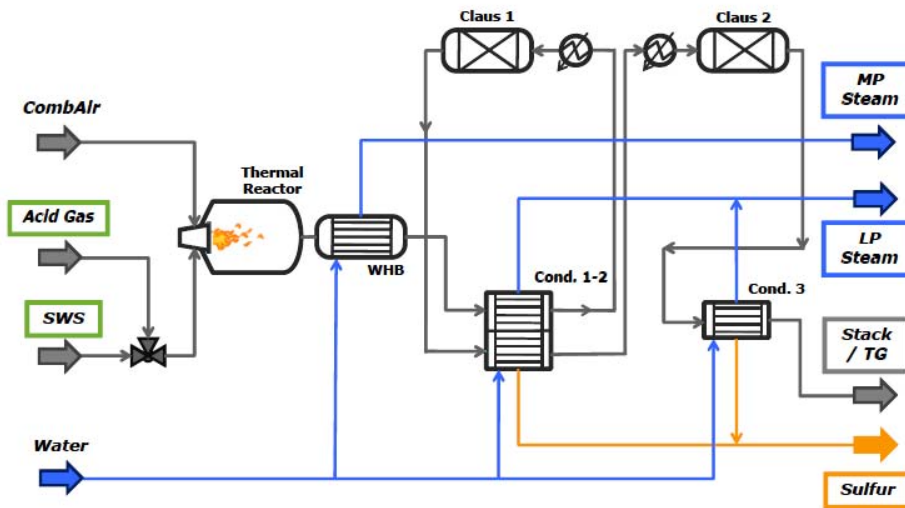 Claus 1
Claus 2
MP
Steam
CombAir
Thermal
Reactor
Acid Gas
WHB
Cond. 1-2
LP
Steam
Cond. 3
SWS
Stack
/ TG
Water
Sulfur